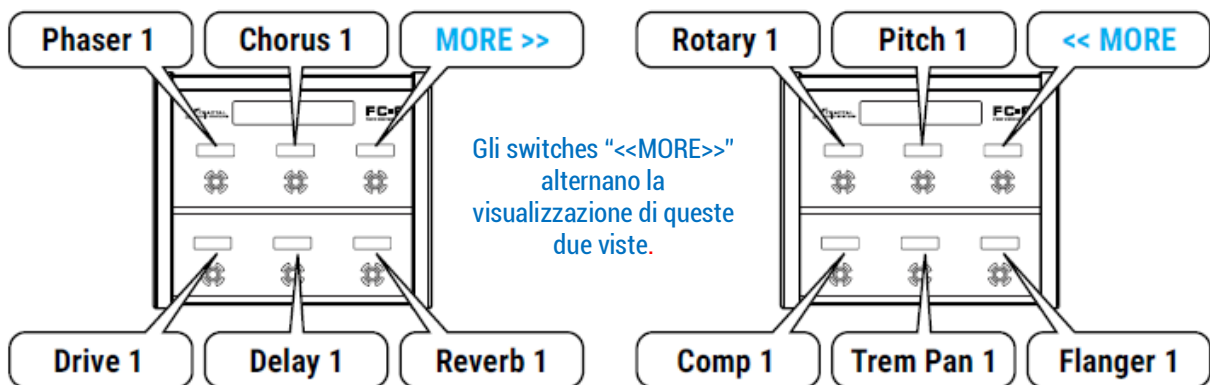 Phaser 1 Chorus 1 MORE >> Rotary 1 Pitch 1 << MORE
Gli switches “<<MORE>>”
alternano la
visualizzazione di queste
due viste.
Drive 1 Delay 1 Reverb 1 Comp 1 Trem Pan 1 Flanger 1